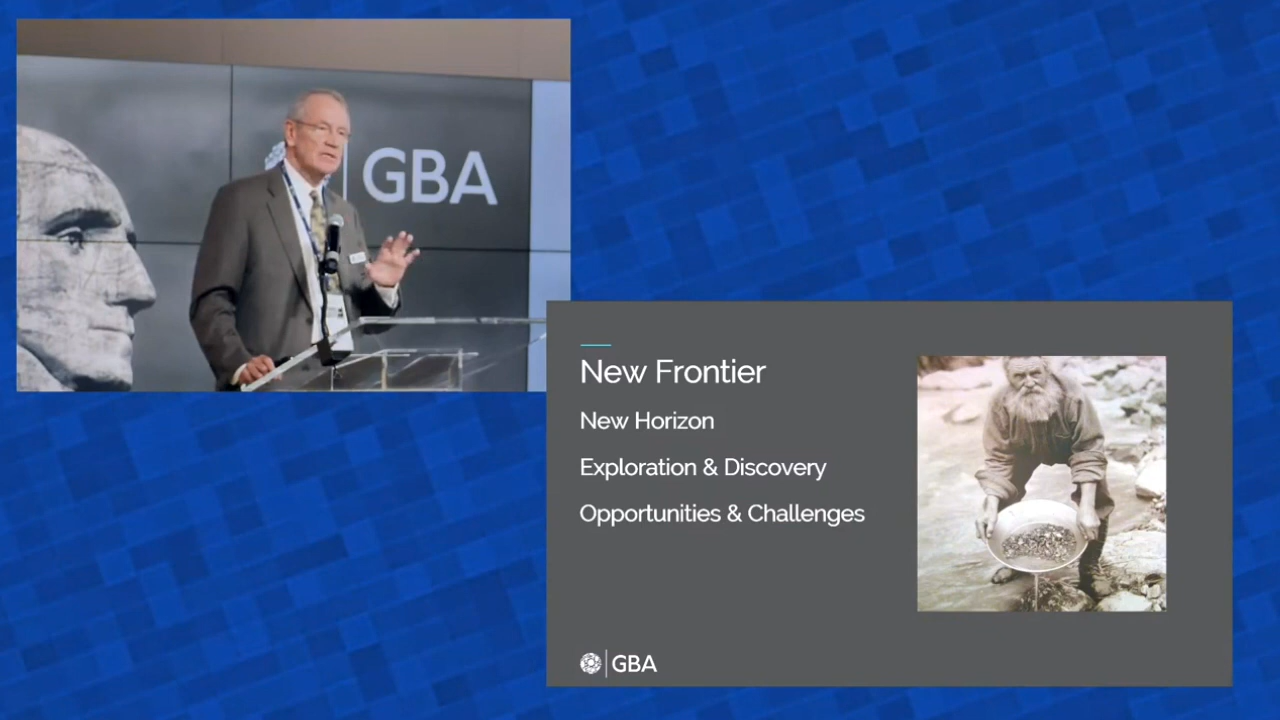 GBA
New Frontier
New Horizon
Exploration & Discovery
Opportunities & Challenges
GBA